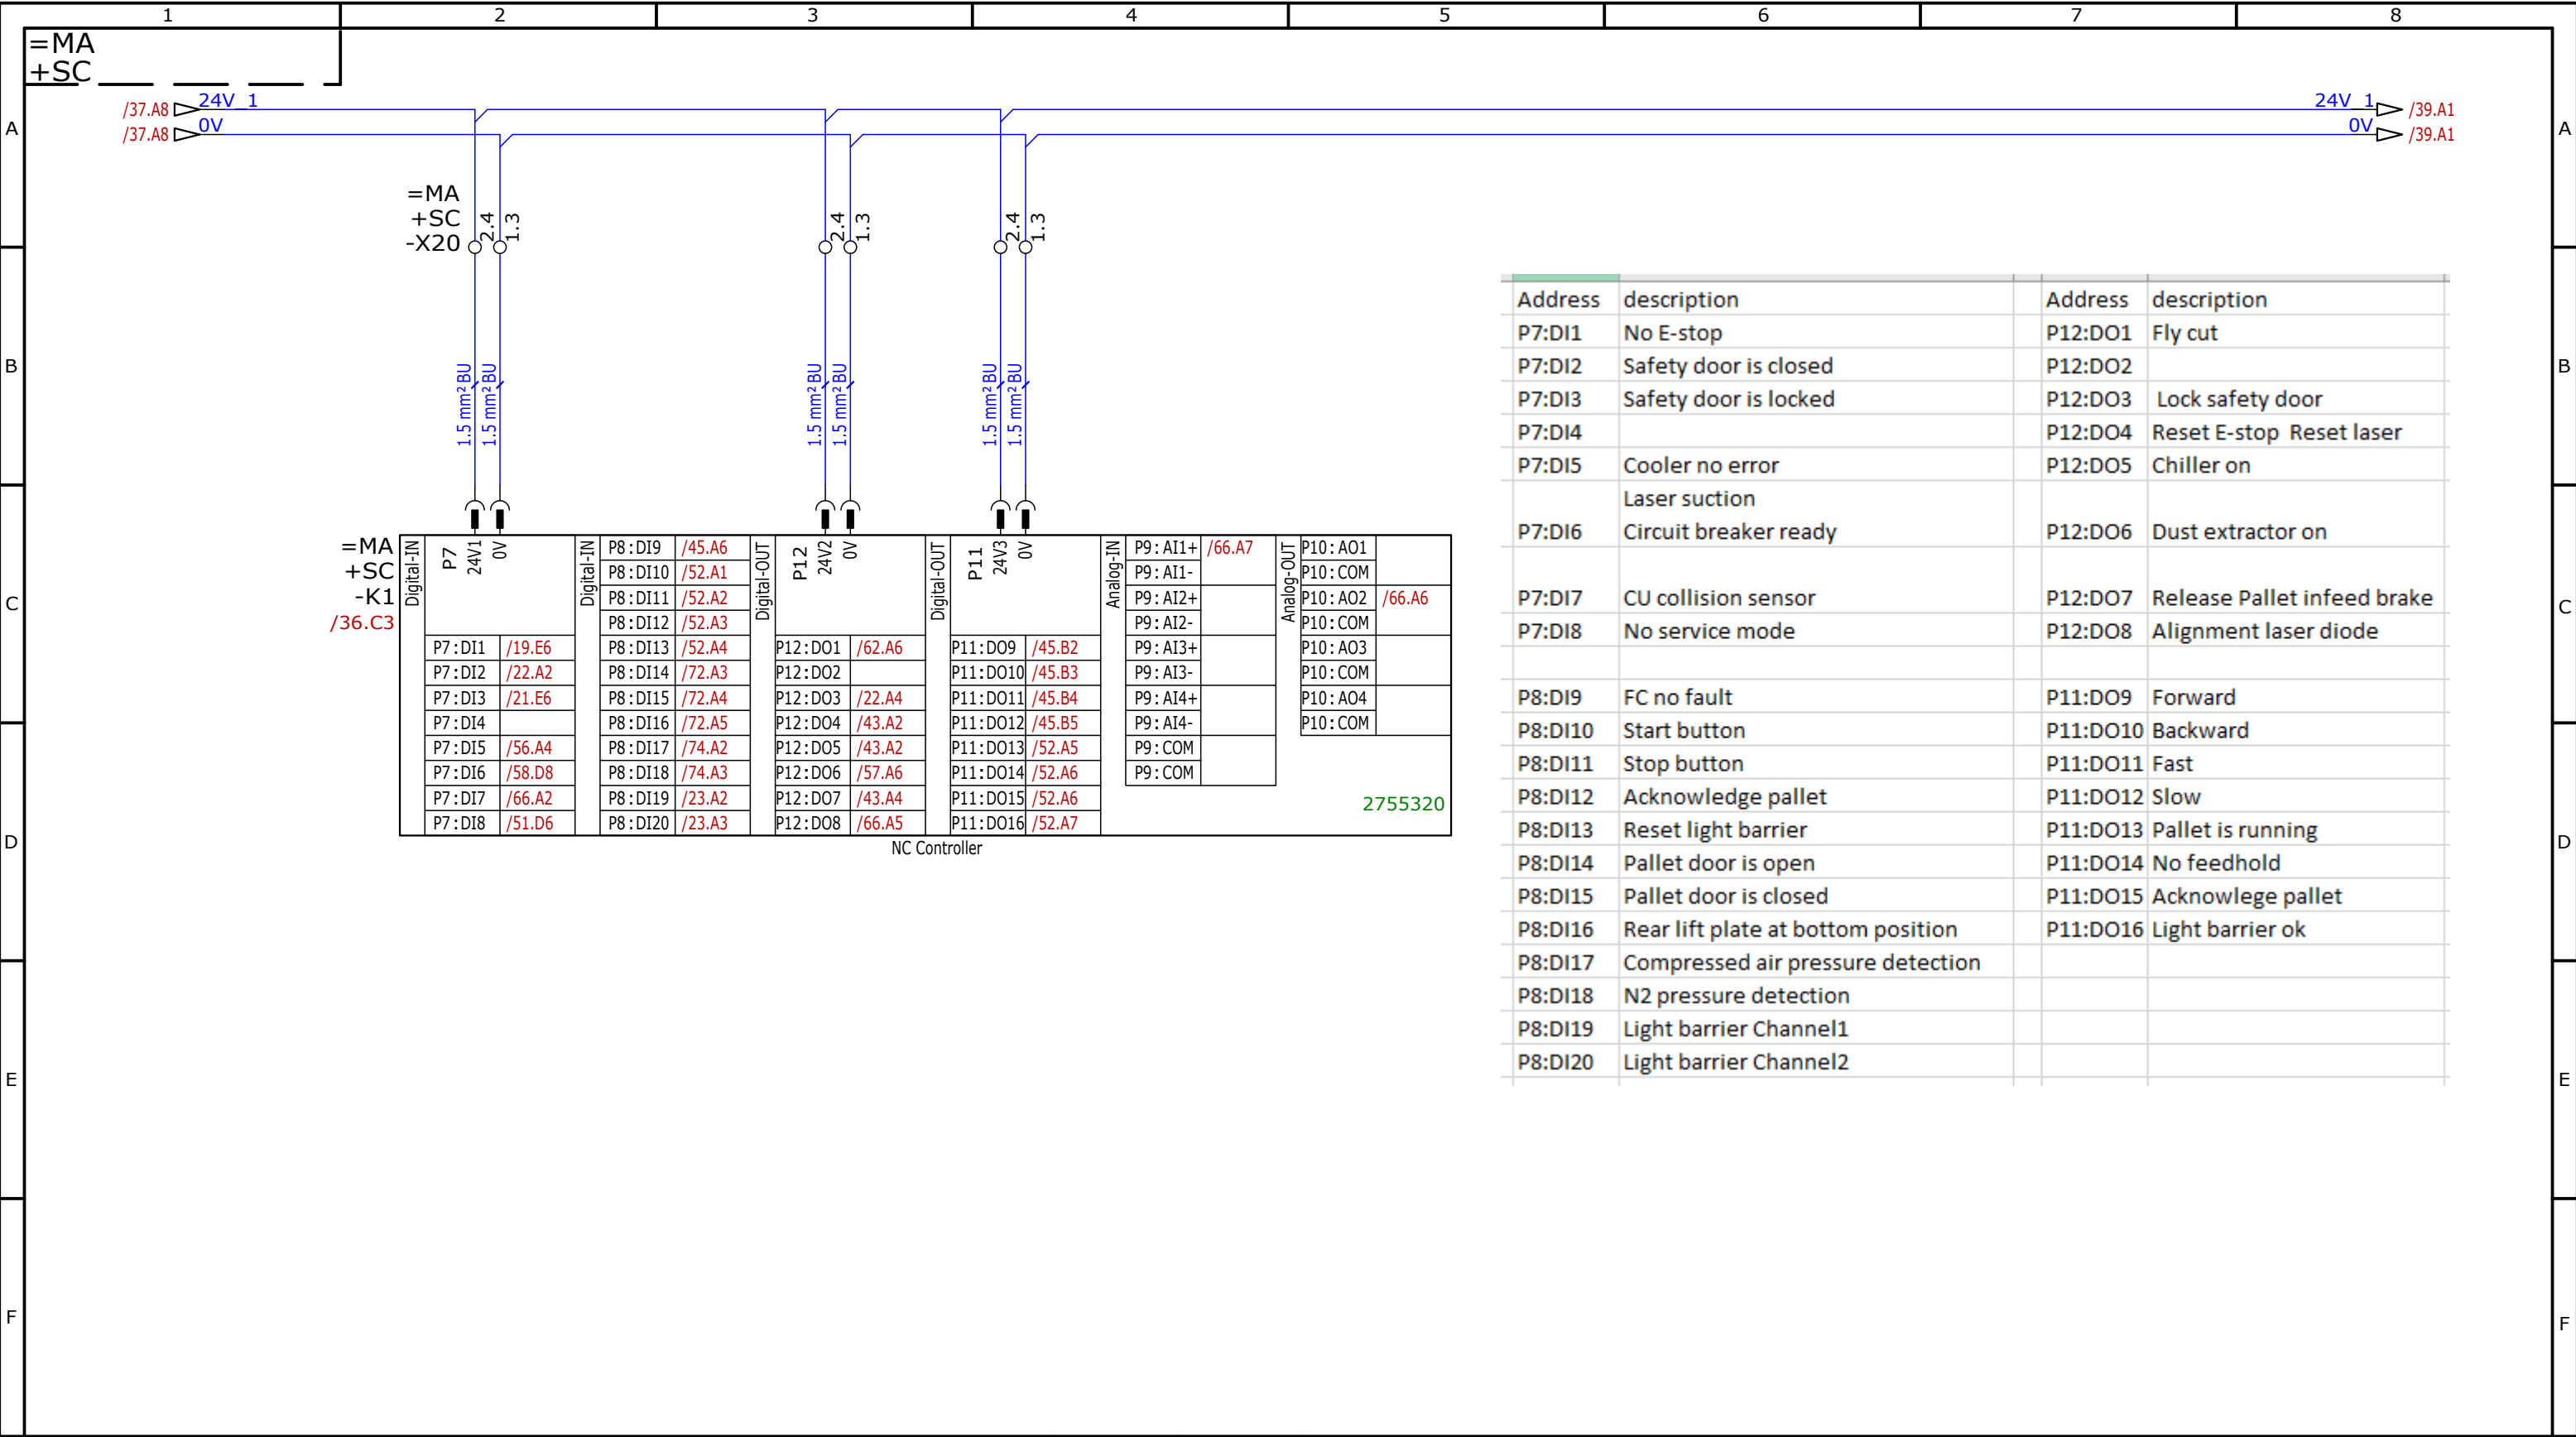 1 2 3 4 5 6 7 8
=MA
+SC
A A
/37.A8 24V_1 24V_1 /39.A1
/37.A8 0V 0V /39.A1
=MA
+SC
-X20
2.4 1.3 2.4 1.3 2.4 1.3
B B
1.5 mm² BU 1.5 mm² BU 1.5 mm² BU 1.5 mm² BU 1.5 mm² BU 1.5 mm² BU
=MA
+SC
-K1
/36.C3
C C
Digital-IN
P7 24V1 0V
P7:DI1 /19.E6
P7:DI2 /22.A2
P7:DI3 /21.E6
P7:DI4
P7:DI5 /56.A4
P7:DI6 /58.D8
P7:DI7 /66.A2
P7:DI8 /51.D6
Digital-IN
P8:DI9 /45.A6
P8:DI10 /52.A1
P8:DI11 /52.A2
P8:DI12 /52.A3
P8:DI13 /52.A4
P8:DI14 /72.A3
P8:DI15 /72.A4
P8:DI16 /72.A5
P8:DI17 /74.A2
P8:DI18 /74.A3
P8:DI19 /23.A2
P8:DI20 /23.A3
Digital-OUT
P12 24V2 0V
P12:DO1 /62.A6
P12:DO2
P12:DO3 /22.A4
P12:DO4 /43.A2
P12:DO5 /43.A2
P12:DO6 /57.A6
P12:DO7 /43.A4
P12:DO8 /66.A5
Digital-OUT
P11 24V3 0V
P11:DO9 /45.B2
P11:DO10 /45.B3
P11:DO11 /45.B4
P11:DO12 /45.B5
P11:DO13 /52.A5
P11:DO14 /52.A6
P11:DO15 /52.A6
P11:DO16 /52.A7
Analog-IN
P9:AI1+ /66.A7
P9:AI1-
P9:AI2+
P9:AI2-
P9:AI3+
P9:AI3-
P9:AI4+
P9:AI4-
P9:COM
P9:COM
Analog-OUT
P10:AO1
P10:COM
P10:AO2 /66.A6
P10:COM
P10:AO3
P10:COM
P10:AO4
P10:COM
2755320
NC Controller
Address description Address description
P7:DI1 No E-stop P12:DO1 Fly cut
P7:DI2 Safety door is closed P12:DO2
P7:DI3 Safety door is locked P12:DO3 Lock safety door
P7:DI4 P12:DO4 Reset E-stop Reset laser
P7:DI5 Cooler no error P12:DO5 Chiller on
Laser suction
P7:DI6 Circuit breaker ready P12:DO6 Dust extractor on
P7:DI7 CU collision sensor P12:DO7 Release Pallet infeed brake
P7:DI8 No service mode P12:DO8 Alignment laser diode
P8:DI9 FC no fault P11:DO9 Forward
P8:DI10 Start button P11:DO10 Backward
P8:DI11 Stop button P11:DO11 Fast
P8:DI12 Acknowledge pallet P11:DO12 Slow
P8:DI13 Reset light barrier P11:DO13 Pallet is running
P8:DI14 Pallet door is open P11:DO14 No feedhold
P8:DI15 Pallet door is closed P11:DO15 Acknowlege pallet
P8:DI16 Rear lift plate at bottom position P11:DO16 Light barrier ok
P8:DI17 Compressed air pressure detection
P8:DI18 N2 pressure detection
P8:DI19 Light barrier Channel1
P8:DI20 Light barrier Channel2
D D
E E
F F